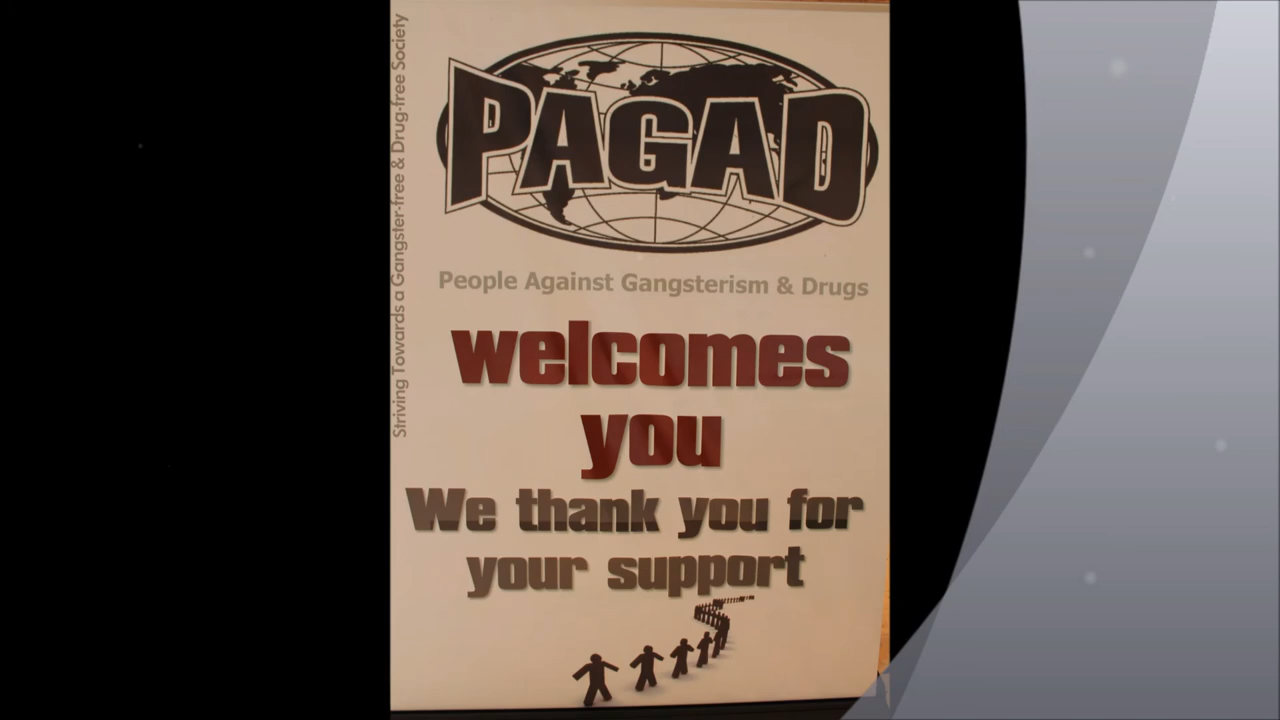 Striving Towards a Gangster-free & Drug-free Society
PAGAD
People Against Gangsterism & Drugs
welcomes
you
We thank you for
your support